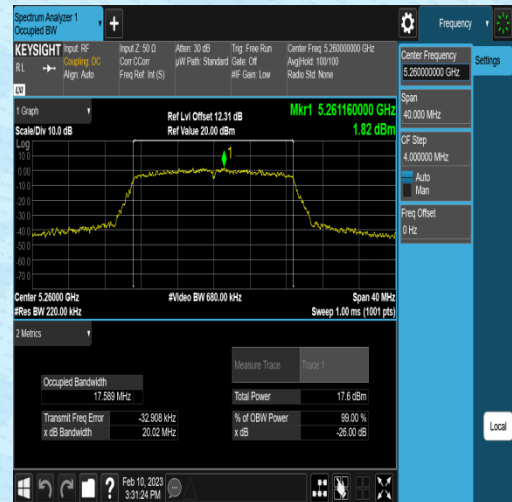 Spectrum Analyzer 1
Occupied BW
+
Frequency
KEYSIGHT
Input: RF
Input Z: 50 Ω
Atten: 30 dB
Trig: Free Run
Center Freq: 5.260000000 GHz
RL
Coupling: DC
Corr CCorr
µW Path: Standard
Gate: Off
Avg|Hold: 100/100
Align: Auto
Freq Ref: Int (S)
#IF Gain: Low
Radio Std: None
LXI
Center Frequency
5.260000000 GHz
Settings
Span
40.000 MHz
CF Step
4.000000 MHz
Auto
Man
Freq Offset
0 Hz
Local
1 Graph
Ref Lvl Offset 12.31 dB
Mkr1 5.261160000 GHz
Scale/Div 10.0 dB
Ref Value 20.00 dBm
1.82 dBm
Log
10.0
0.00
-10.0
-20.0
-30.0
-40.0
-50.0
-60.0
-70.0
1
Center 5.26000 GHz
#Video BW 680.00 kHz
Span 40 MHz
#Res BW 220.00 kHz
Sweep 1.00 ms (1001 pts)
2 Metrics
Measure Trace
Trace 1
Occupied Bandwidth
17.589 MHz
Total Power
17.6 dBm
Transmit Freq Error
-32.908 kHz
% of OBW Power
99.00 %
x dB Bandwidth
20.02 MHz
x dB
-26.00 dB
?
Feb 10, 2023
3:31:24 PM